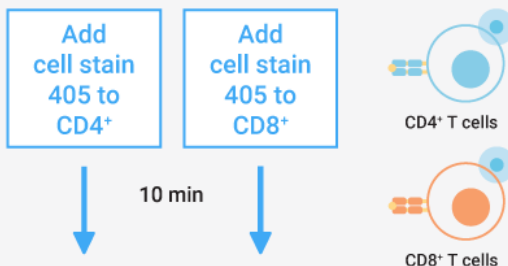 Add
cell stain
405 to
CD4⁺
Add
cell stain
405 to
CD8⁺
10 min
CD4⁺ T cells
CD8⁺ T cells